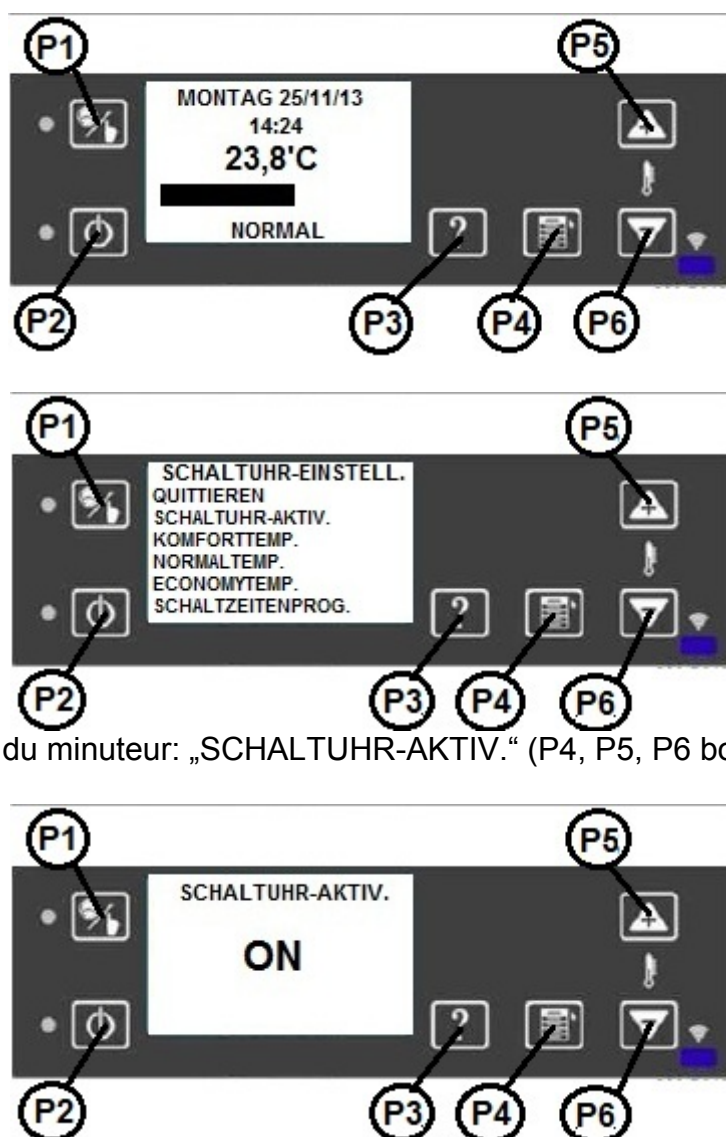 P1
P5
MONTAG 25/11/13
14:24
23,8'C
NORMAL
?
P2
P3
P4
P6
P1
P5
SCHALTUHR-EINSTELL.
QUITTIEREN
SCHALTUHR-AKTIV.
KOMFORTTEMP.
NORMALTEMP.
ECONOMYTEMP.
SCHALTZEITENPROG.
?
P2
P3
P4
P6
du minuteur: „SCHALTUHR-AKTIV.“ (P4, P5, P6
P1
P5
SCHALTUHR-AKTIV.
ON
?
P2
P3
P4
P6